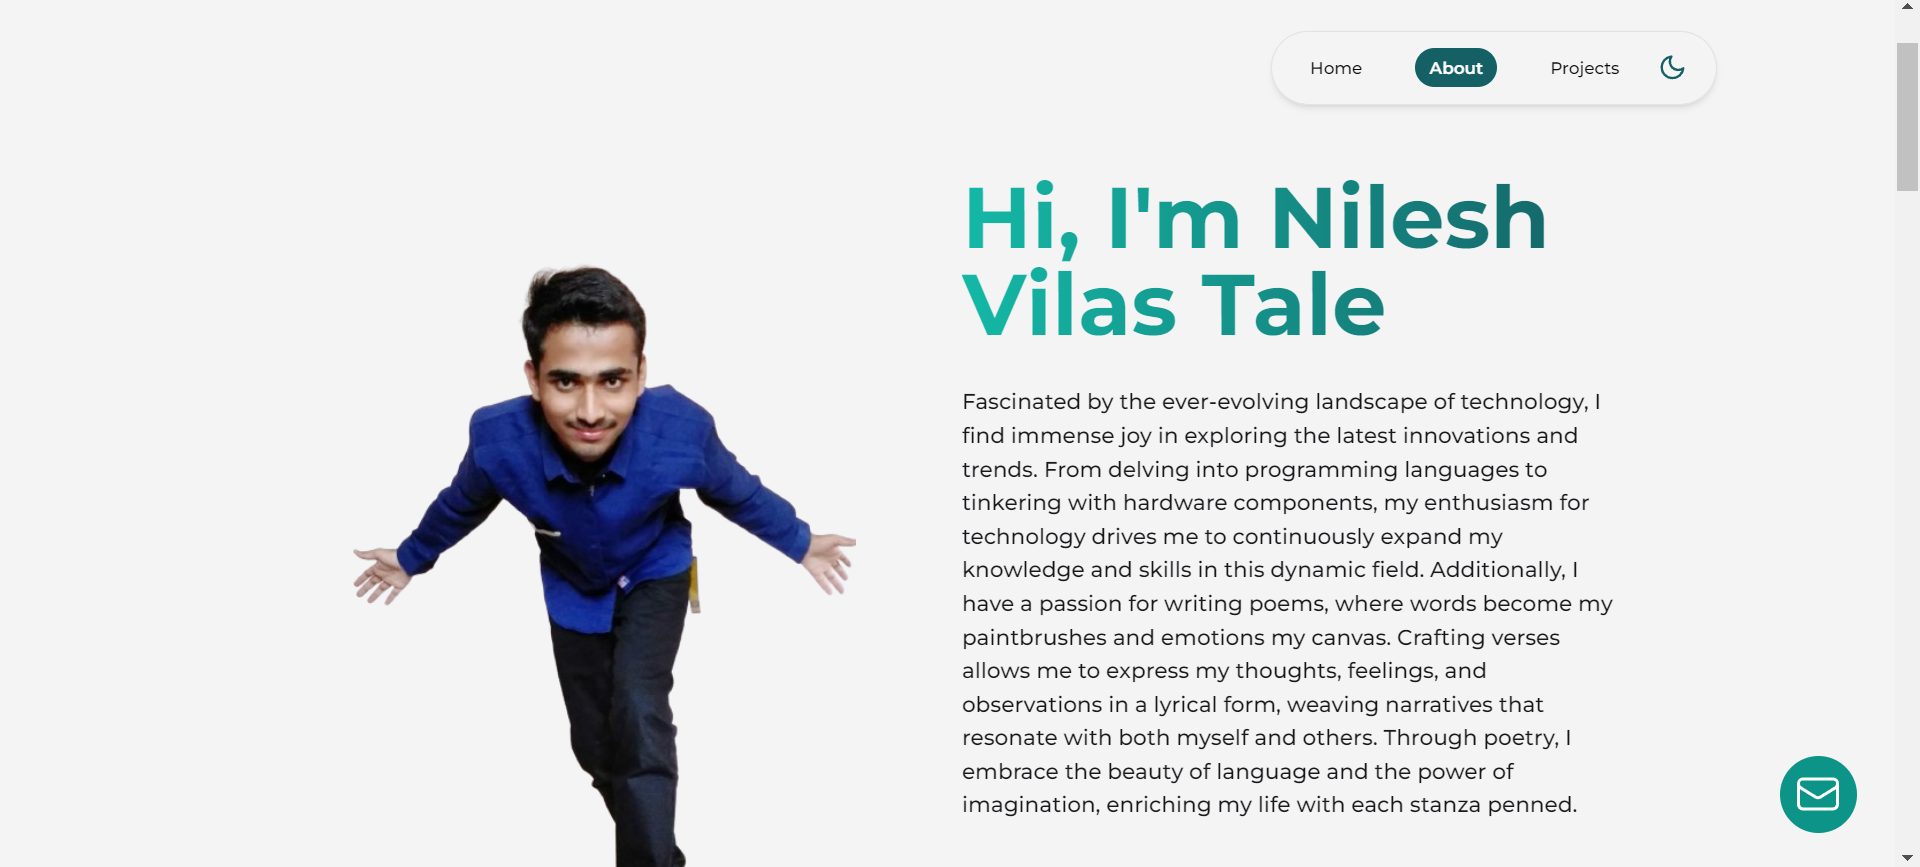 Home
About
Projects
Hi, I'm Nilesh
Vilas Tale
Fascinated by the ever-evolving landscape of technology, I
find immense joy in exploring the latest innovations and
trends. From delving into programming languages to
tinkering with hardware components, my enthusiasm for
technology drives me to continuously expand my
knowledge and skills in this dynamic field. Additionally, I
have a passion for writing poems, where words become my
paintbrushes and emotions my canvas. Crafting verses
allows me to express my thoughts, feelings, and
observations in a lyrical form, weaving narratives that
resonate with both myself and others. Through poetry, I
embrace the beauty of language and the power of
imagination, enriching my life with each stanza penned.